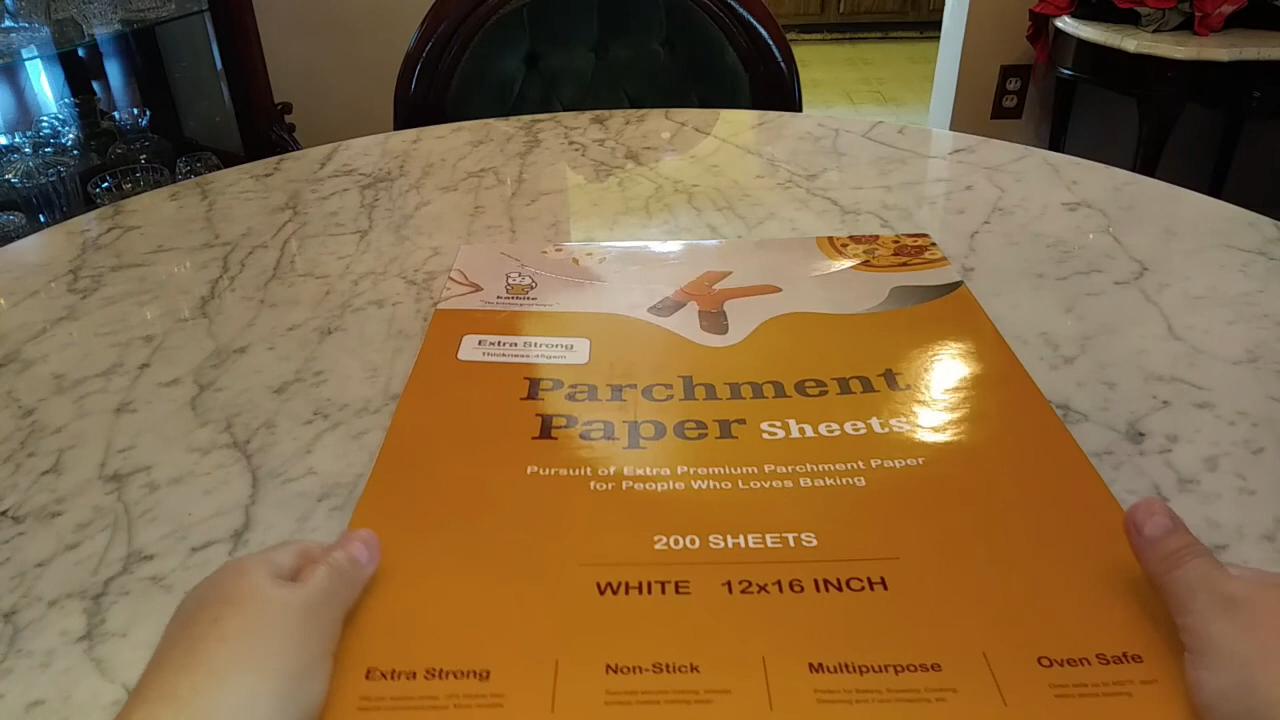 katbite
Extra Strong
Thickness:45gsm
Parchment
Paper Sheets
Pursuit of Extra Premium Parchment Paper
for People Who Loves Baking
200 SHEETS
WHITE 12x16 INCH
Extra Strong Non-Stick Multipurpose Oven Safe